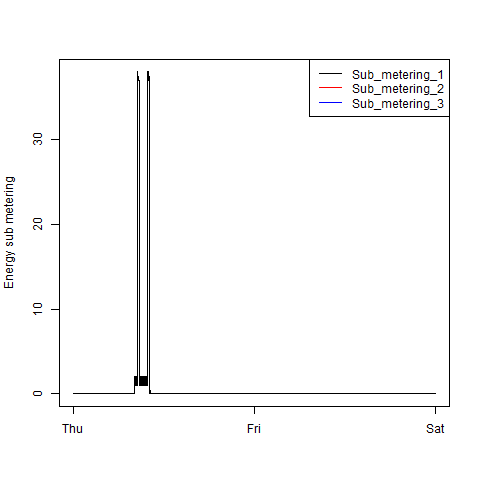 Sub_metering_1
Sub_metering_2
Sub_metering_3
Energy sub metering
30
20
10
0
Thu Fri Sat